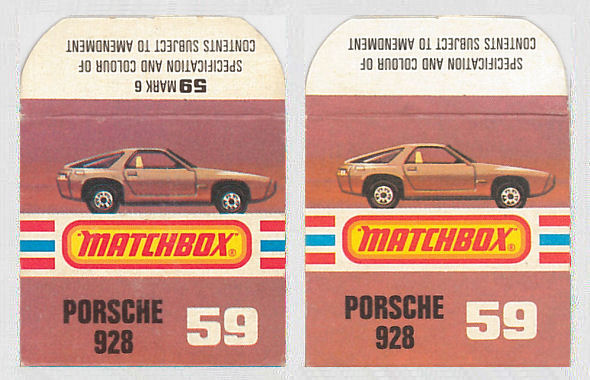 59 MARK 6
SPECIFICATION AND COLOUR OF
CONTENTS SUBJECT TO AMENDMENT
"MATCHBOX"®
PORSCHE
928
59
SPECIFICATION AND COLOUR OF
CONTENTS SUBJECT TO AMENDMENT
"MATCHBOX"®
PORSCHE
928
59